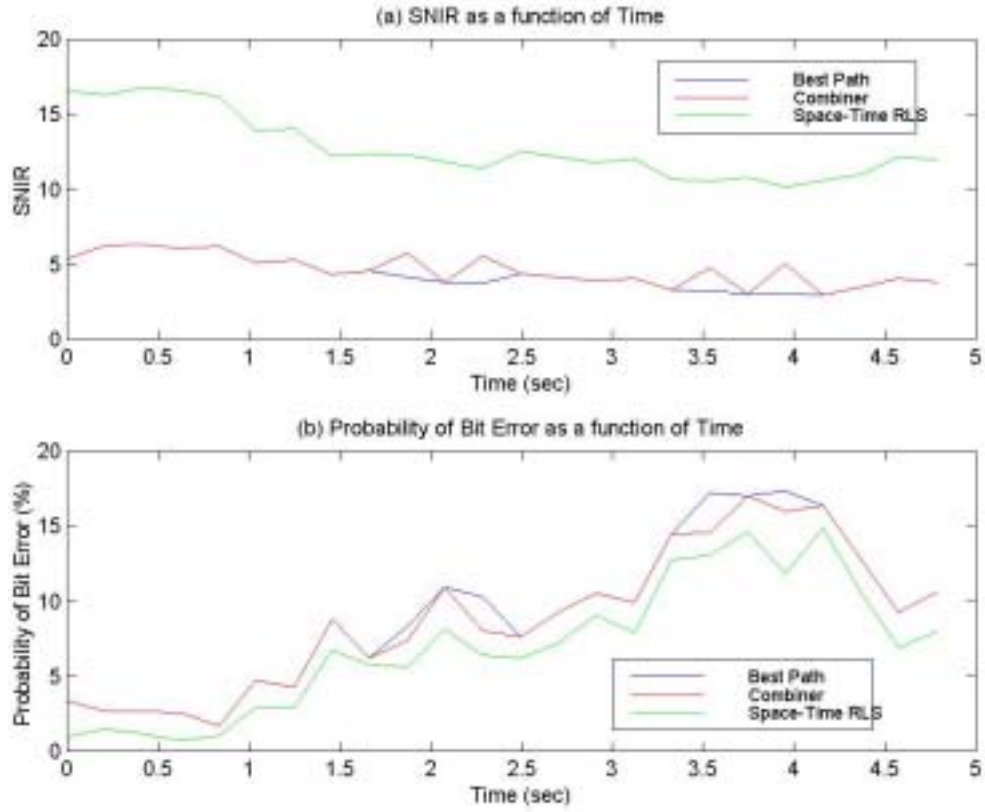 (a) SNIR as a function of Time
20
15
10
5
0
SNIR
Best Path
Combiner
Space-Time RLS
0 0.5 1 1.5 2 2.5 3 3.5 4 4.5 5
Time (sec)
(b) Probability of Bit Error as a function of Time
20
15
10
5
0
Probability of Bit Error (%)
Best Path
Combiner
Space-Time RLS
0 0.5 1 1.5 2 2.5 3 3.5 4 4.5 5
Time (sec)